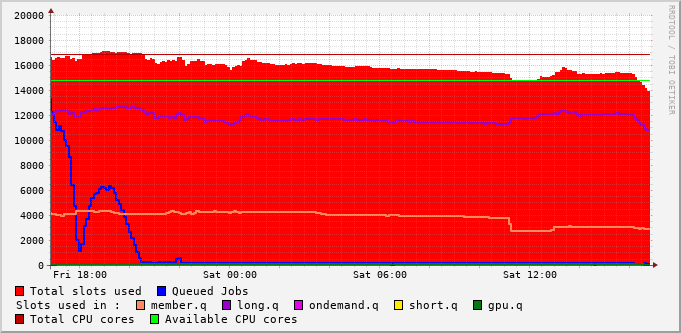 20000
18000
16000
14000
12000
10000
8000
6000
4000
2000
0
Fri 18:00 Sat 00:00 Sat 06:00 Sat 12:00
RRDTOOL / TOBI OETIKER
Total slots used Queued Jobs
Slots used in : member.q long.q ondemand.q short.q gpu.q
Total CPU cores Available CPU cores